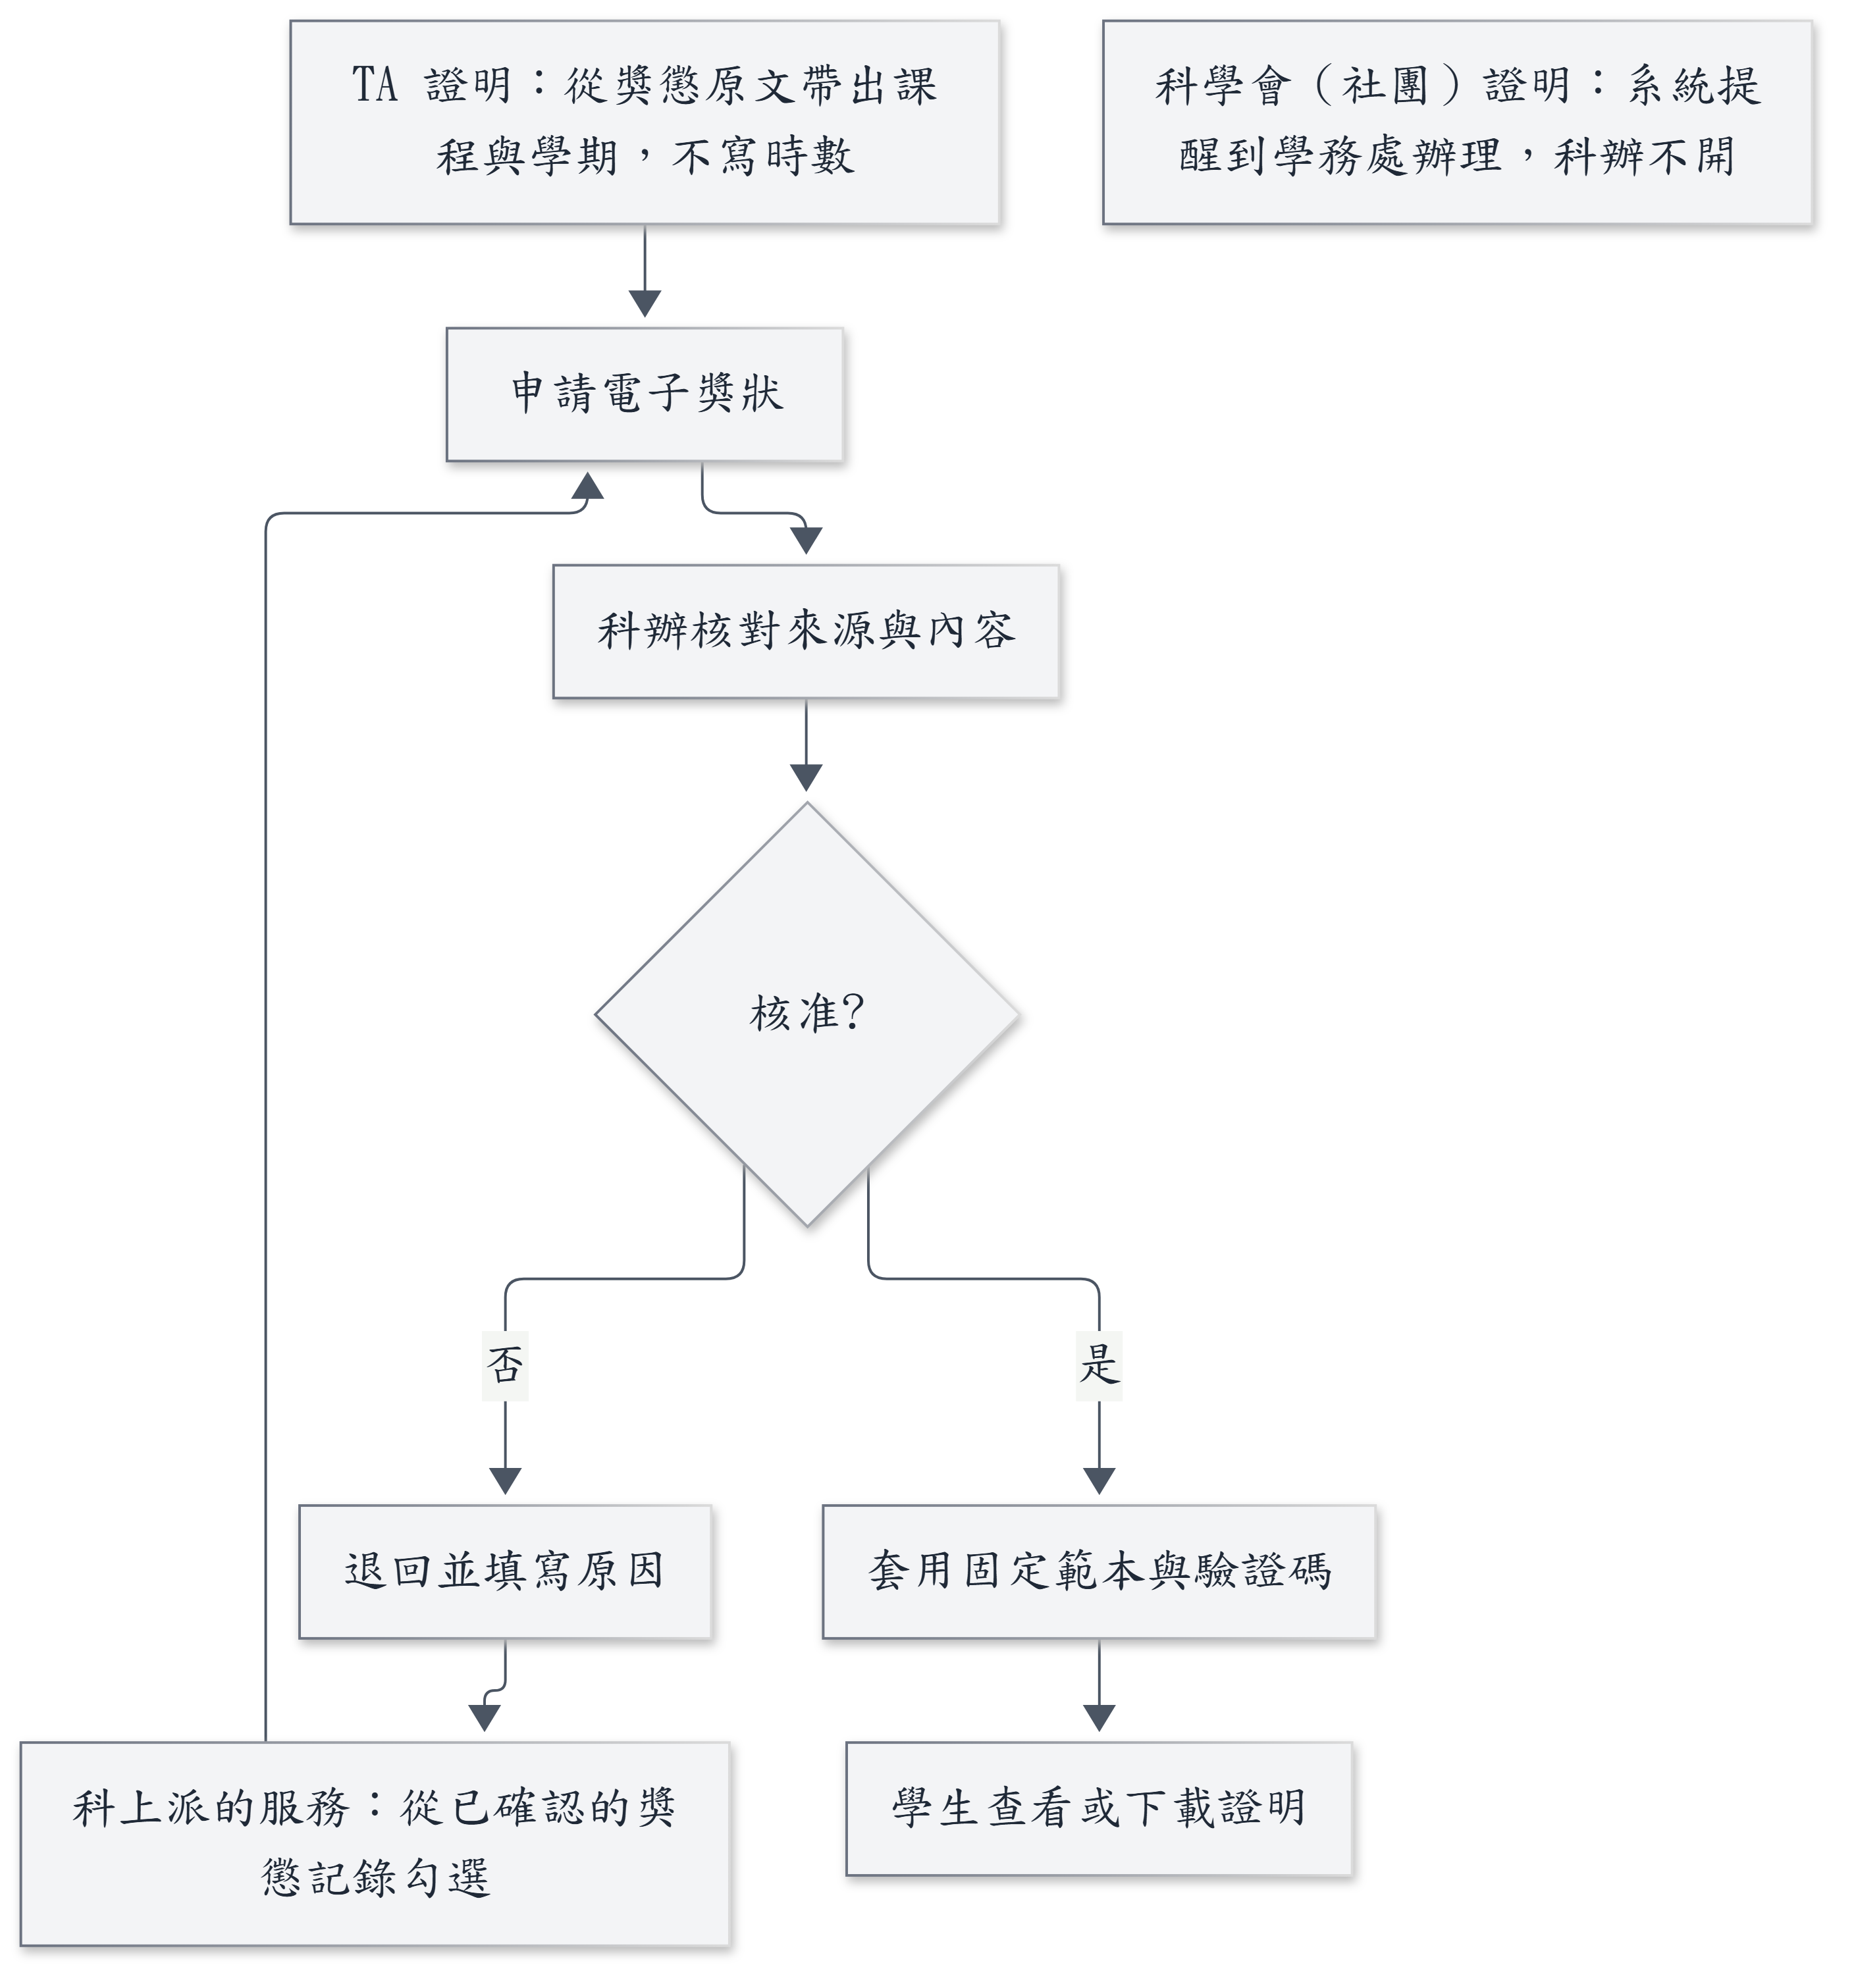 TA 證明：從獎懲原文帶出課
程與學期，不寫時數
科學會（社團）證明：系統提
醒到學務處辦理，科辦不開
申請電子獎狀
科辦核對來源與內容
核准？
否
是
退回並填寫原因
套用固定範本與驗證碼
科上派的服務：從已確認的獎
懲記錄勾選
學生查看或下載證明